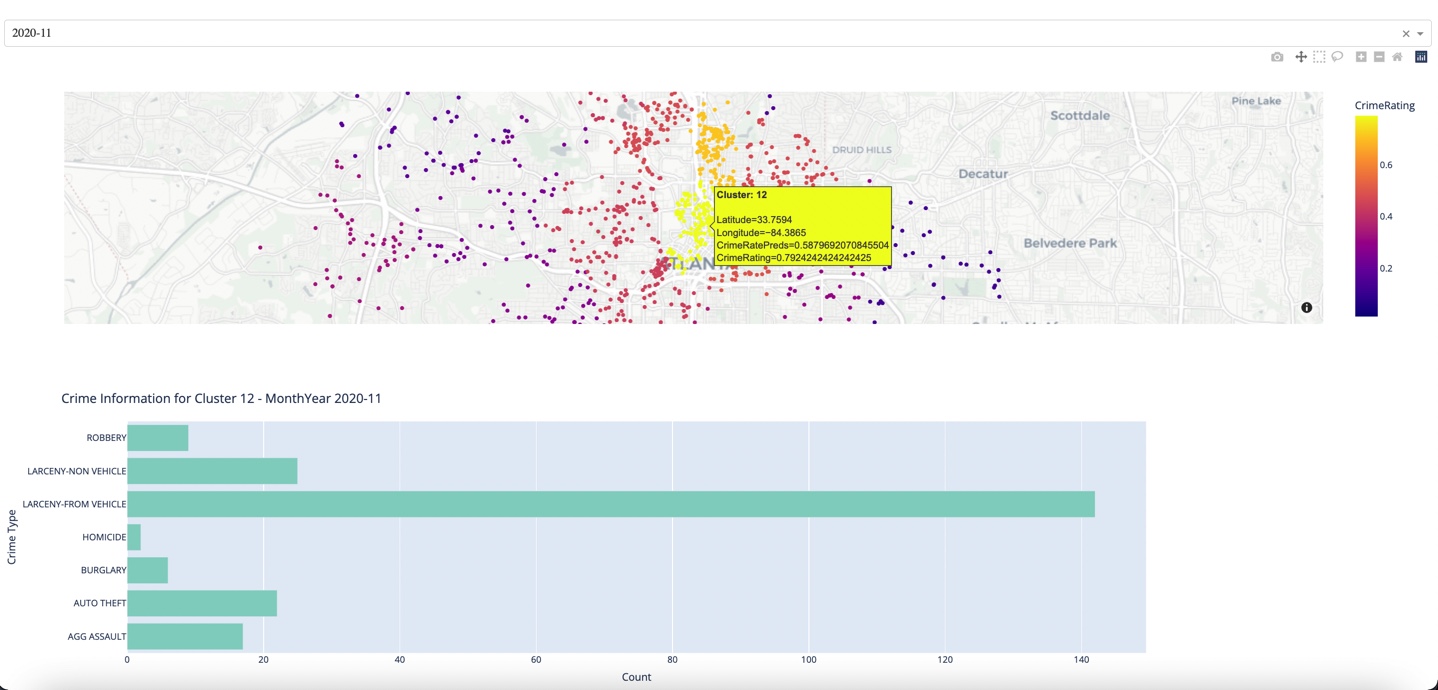 2020-11
Pine Lake
CrimeRating
Scottdale
DRUID HILLS
0.6
Decatur
Cluster: 12
Latitude=33.7594
Longitude=−84.3865
CrimeRatePreds=0.5879692070845504
CrimeRating=0.7924242424242425
0.4
Belvedere Park
0.2
Crime Information for Cluster 12 - MonthYear 2020-11
Crime Type
ROBBERY
LARCENY-NON VEHICLE
LARCENY-FROM VEHICLE
HOMICIDE
BURGLARY
AUTO THEFT
AGG ASSAULT
0 20 40 60 80 100 120 140
Count